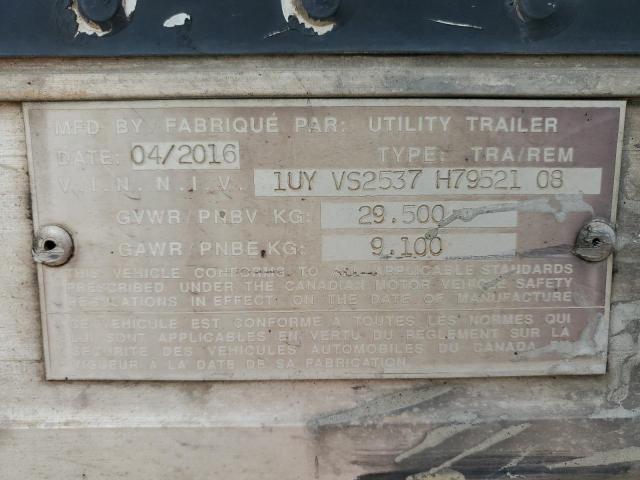 MFD BY/FABRIQUÉ PAR: UTILITY TRAILER
DATE: 04/2016 TYPE: TRA/REM
V.I.N./N.I.V. 1UY VS2537 H79521 08
GVWR/PNBV KG: 29.500
GAWR/PNBE KG: 9.100
THIS VEHICLE CONFORMS TO ALL APPLICABLE STANDARDS
PRESCRIBED UNDER THE CANADIAN MOTOR VEHICLE SAFETY
REGULATIONS IN EFFECT ON THE DATE OF MANUFACTURE
CE VÉHICULE EST CONFORME À TOUTES LES NORMES QUI
LUI SONT APPLICABLES EN VERTU DU RÈGLEMENT SUR LA
SÉCURITÉ DES VÉHICULES AUTOMOBILES DU CANADA
VIGUEUR À LA DATE DE SA FABRICATION.